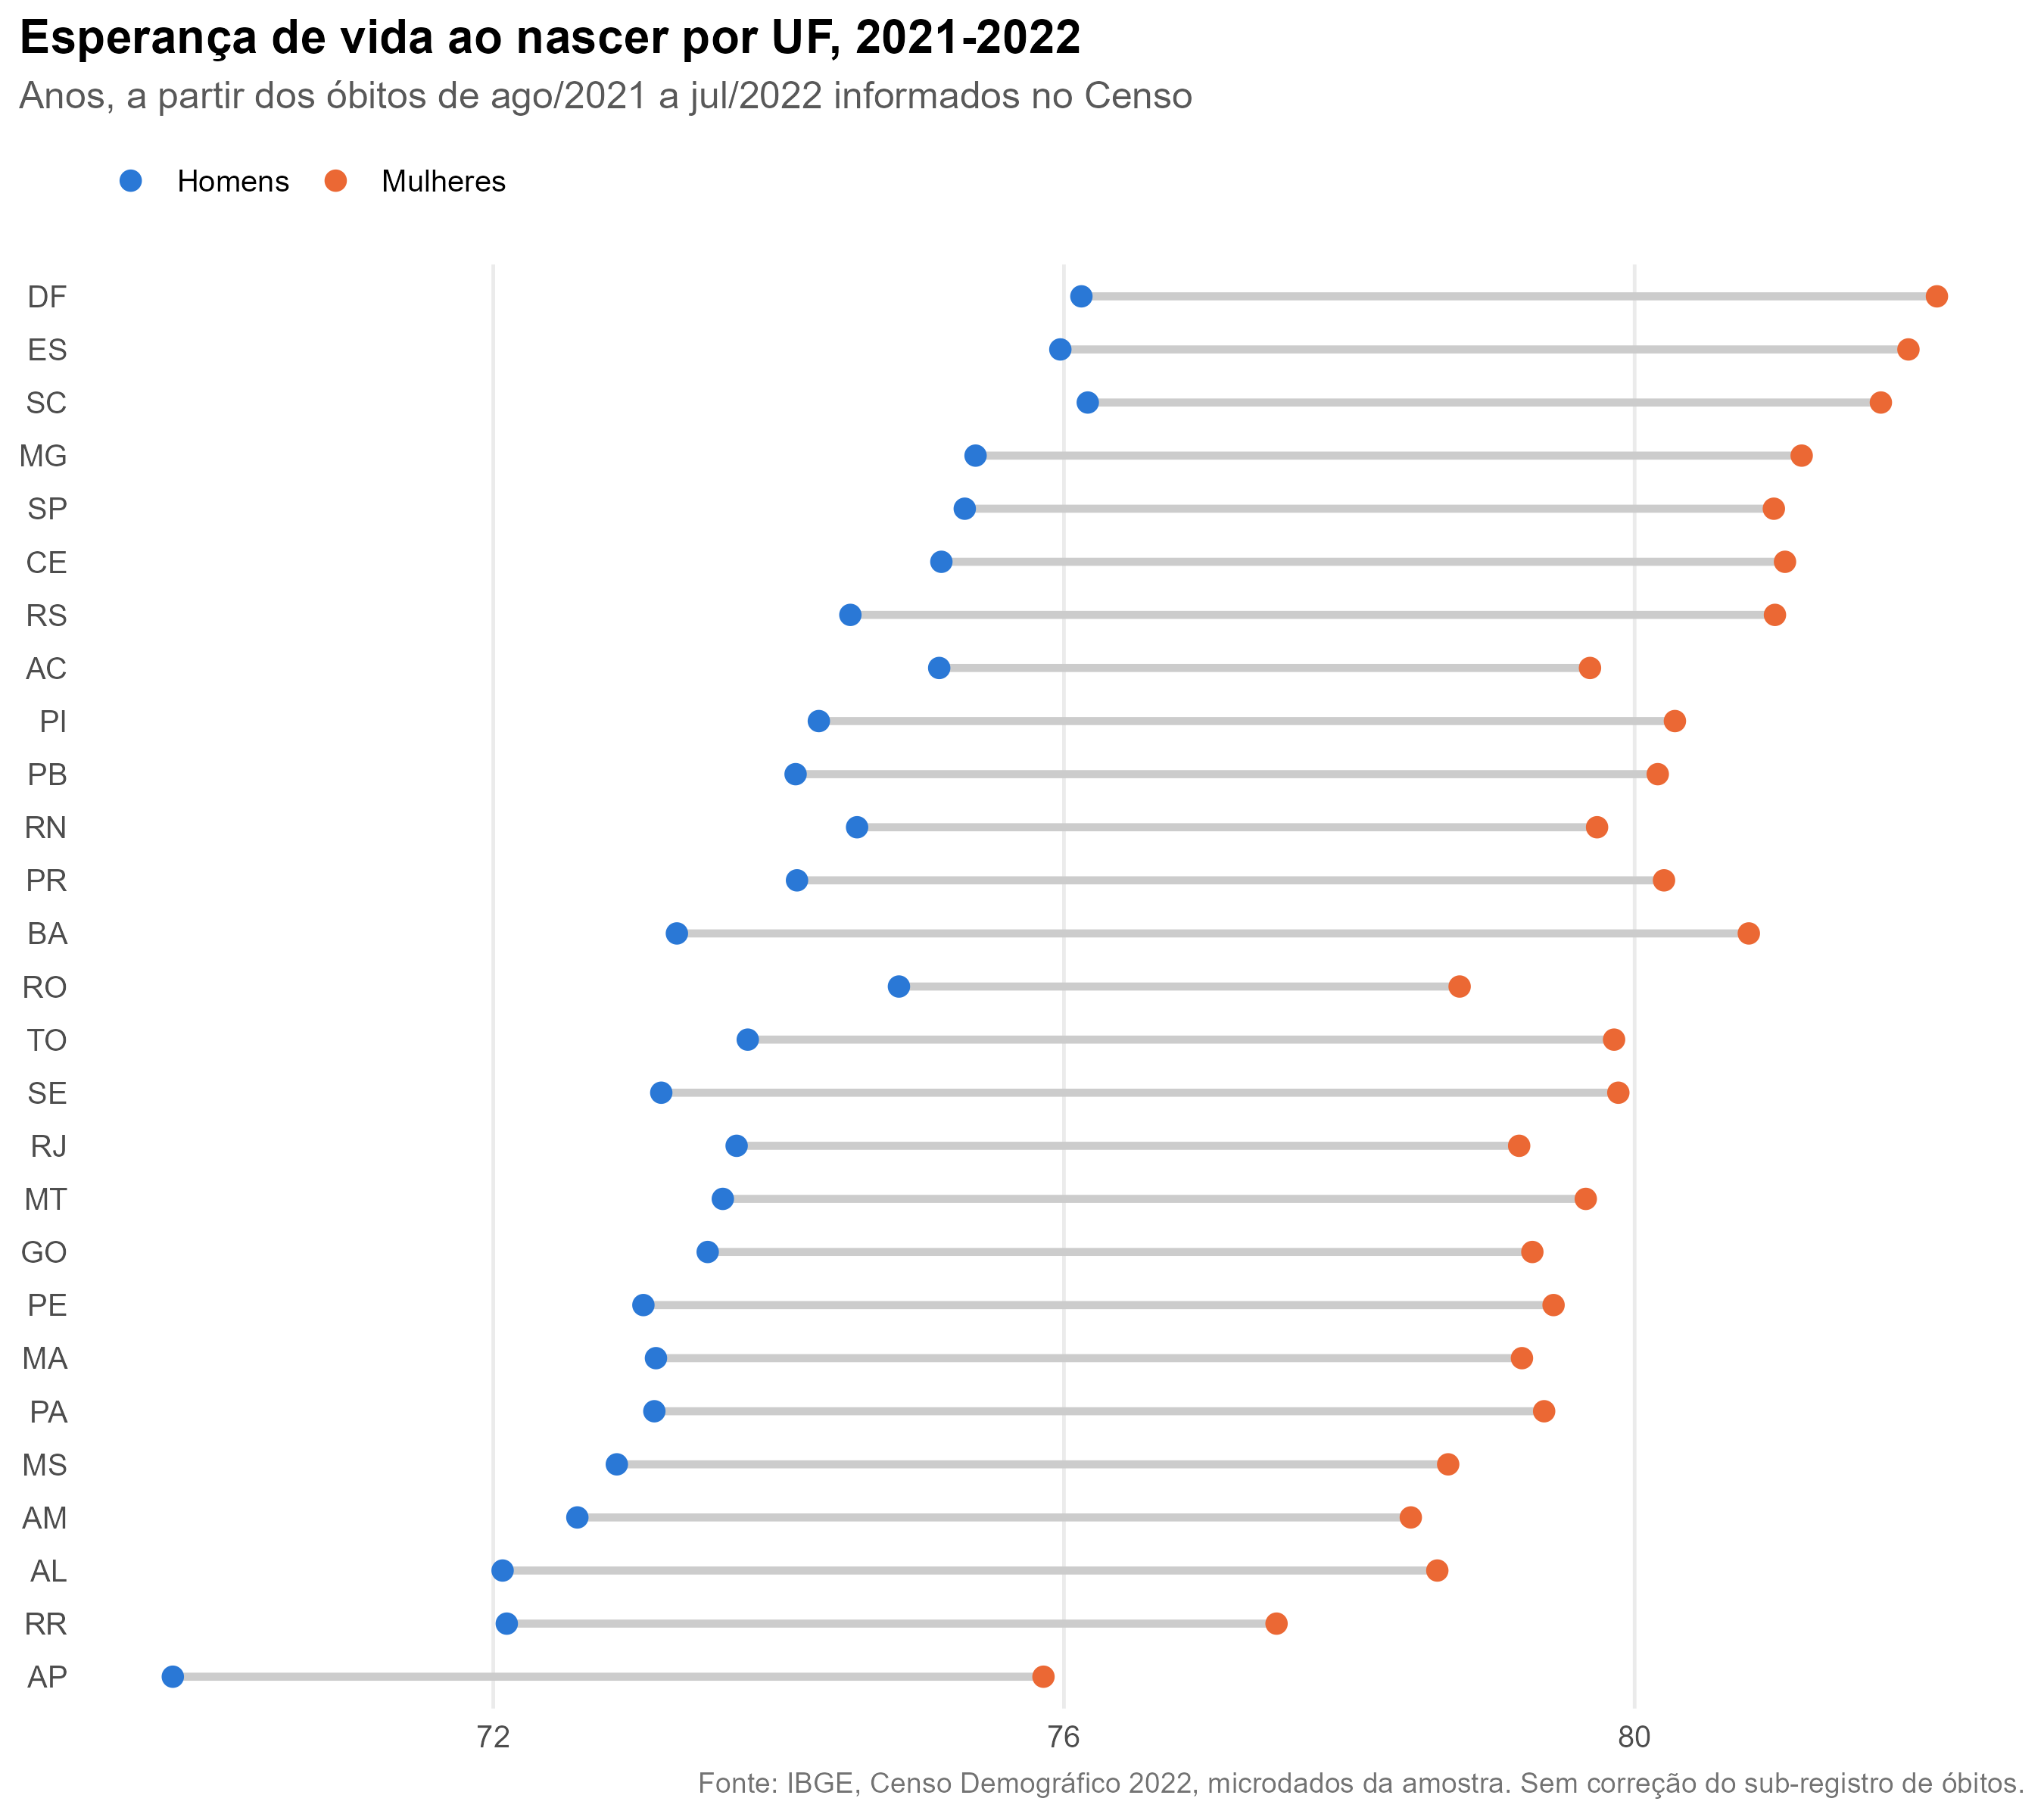 Esperança de vida ao nascer por UF, 2021-2022
Anos, a partir dos óbitos de ago/2021 a jul/2022 informados no Censo
Homens Mulheres
DF
ES
SC
MG
SP
CE
RS
AC
PI
PB
RN
PR
BA
RO
TO
SE
RJ
MT
GO
PE
MA
PA
MS
AM
AL
RR
AP
72 76 80
Fonte: IBGE, Censo Demográfico 2022, microdados da amostra. Sem correção do sub-registro de óbitos.